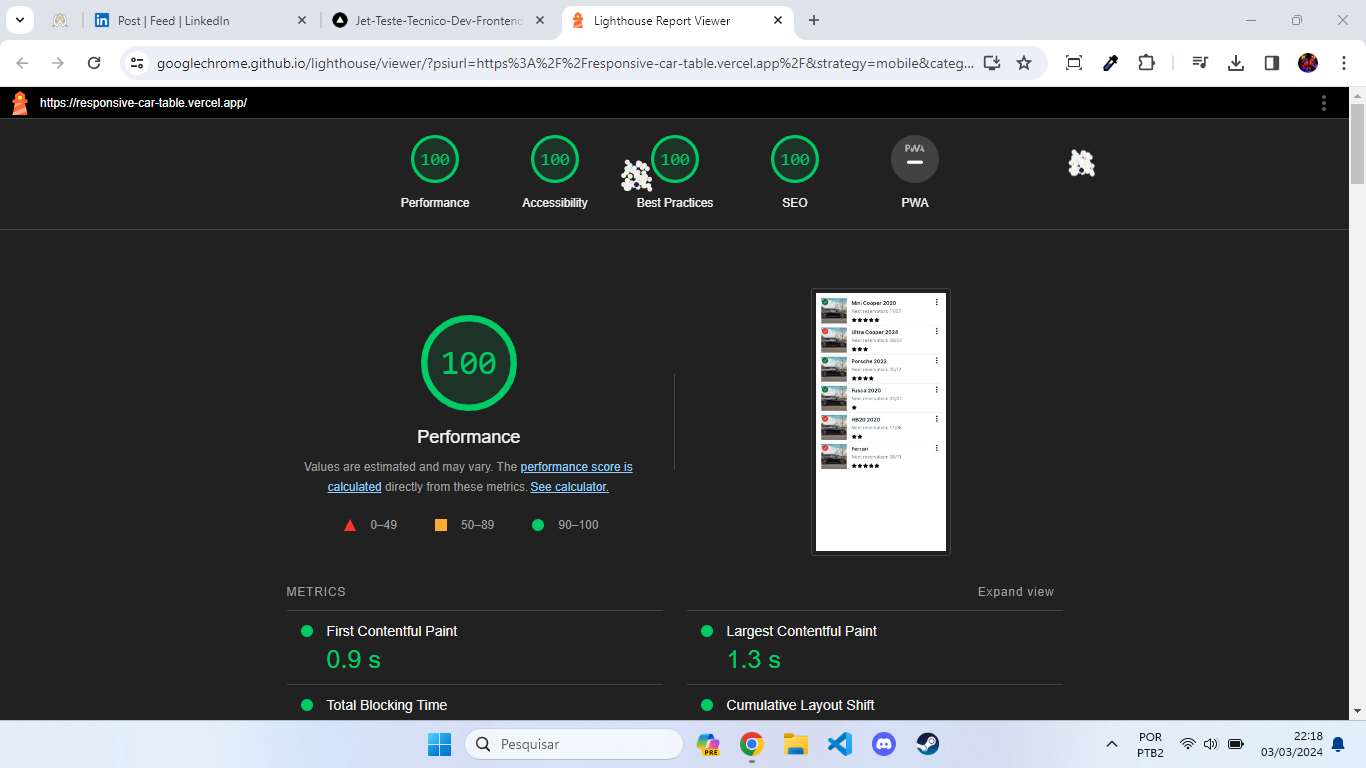 Post | Feed | LinkedIn
Jet-Teste-Tecnico-Dev-Frontend
Lighthouse Report Viewer
googlechrome.github.io/lighthouse/viewer/?psiurl=https%3A%2F%2Fresponsive-car-table.vercel.app%2F&strategy=mobile&categ...
https://responsive-car-table.vercel.app/
100
100
100
100
PWA
Performance
Accessibility
Best Practices
SEO
PWA
100
Performance
Values are estimated and may vary. The performance score is
calculated directly from these metrics. See calculator.
0–49
50–89
90–100
Mini Cooper 2020
Next reservation: 11/07
Ultra Cooper 2024
Next reservation:
Porsche 2022
Next reservation: 25/12
Fusca 2020
Next reservation:
HB20 2020
Next reservation:
Ferrari
Next reservation:
METRICS
Expand view
First Contentful Paint
0.9 s
Largest Contentful Paint
1.3 s
Total Blocking Time
Cumulative Layout Shift
Pesquisar
PRE
POR
PTB2
22:18
03/03/2024